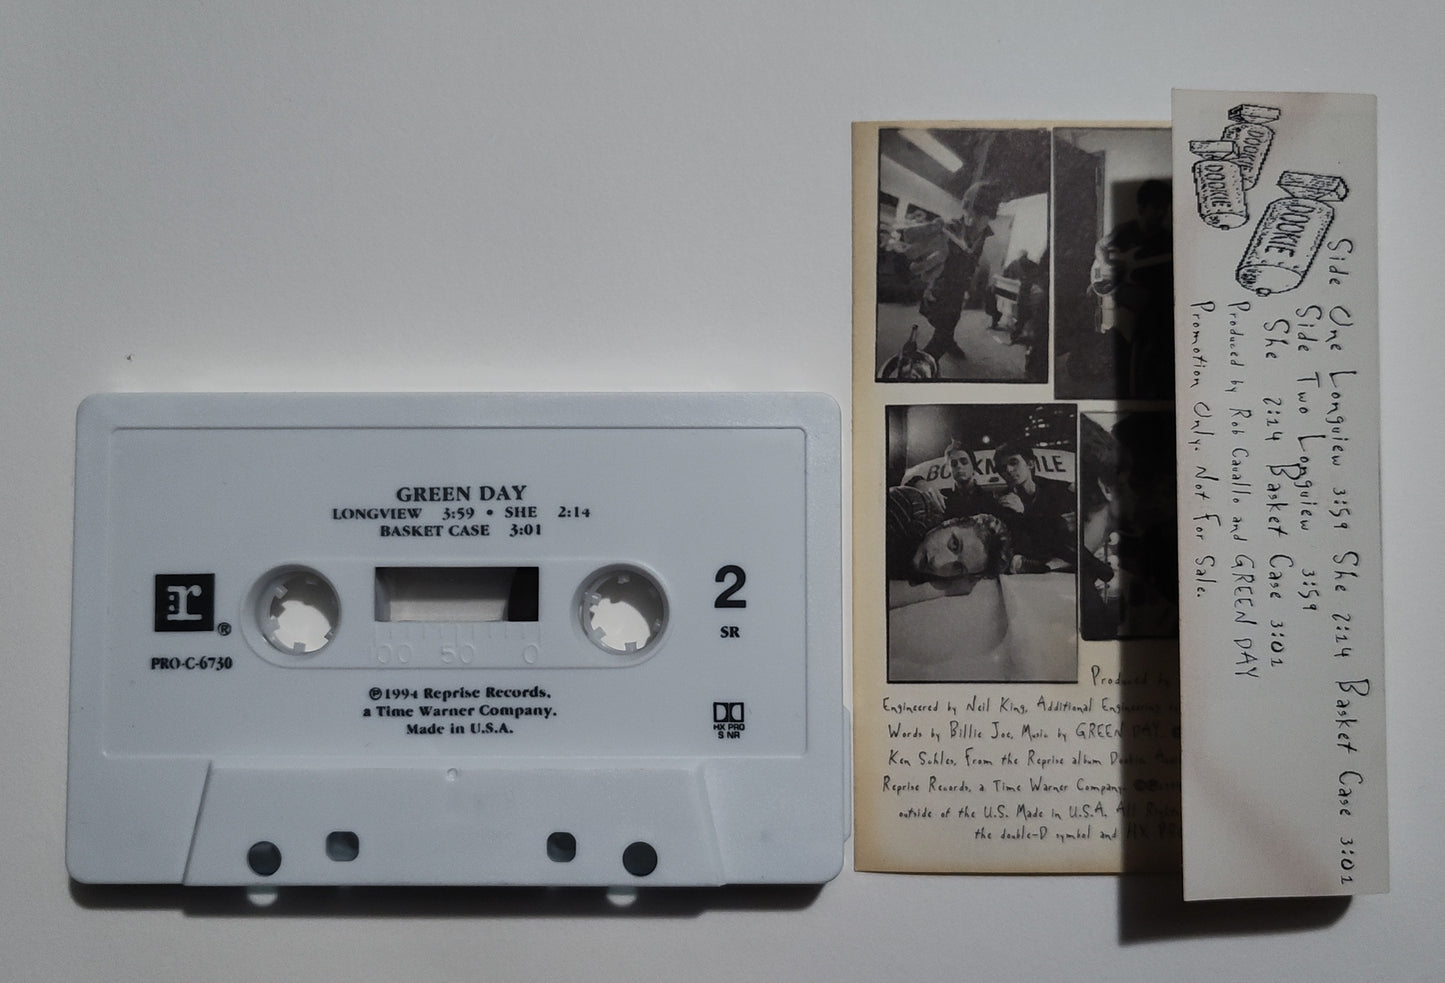 GREEN DAY
LONGVIEW 3:59 • SHE 2:14
BASKET CASE 3:01
r
®
PRO-C-6730
2
SR
100 50 0
℗1994 Reprise Records,
a Time Warner Company.
Made in U.S.A.
HX PRO
S NR
BOOKMOBILE
Produced by
Engineered by Neil King, Additional Engineering
Words by Billie Joe, Music by GREEN DAY.
Ken Schles, From the Reprise album Dookie
Reprise Records, a Time Warner Company.
outside of the U.S. Made in U.S.A. All Rights
the double-D symbol and HX PRO
DOOKIE
DOOKIE
DOOKIE
Side One Longview 3:59 She 2:14 Basket Case 3:01
Side Two Longview 3:59
She 2:14 Basket Case 3:01
Produced by Rob Cavallo and GREEN DAY
Promotion Only. Not For Sale.